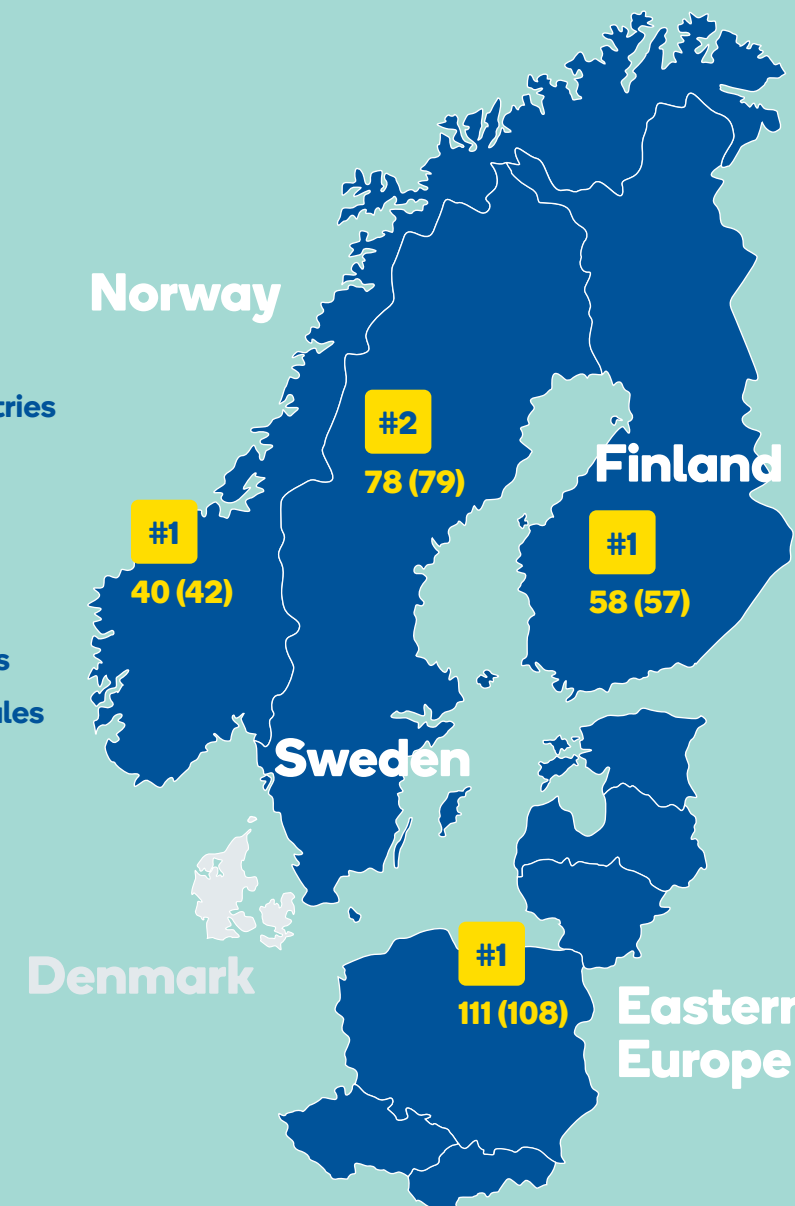 Norway
#2
78 (79)
Finland
#1
40 (42)
#1
58 (57)
Sweden
Denmark
#1
111 (108)
Eastern
Europe